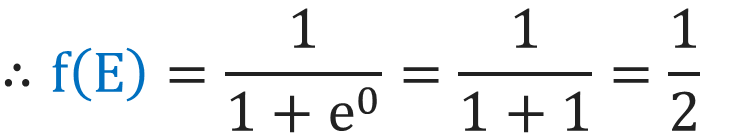 ∴ f(E) = 1/(1 + e⁰) = 1/(1 + 1) = 1/2